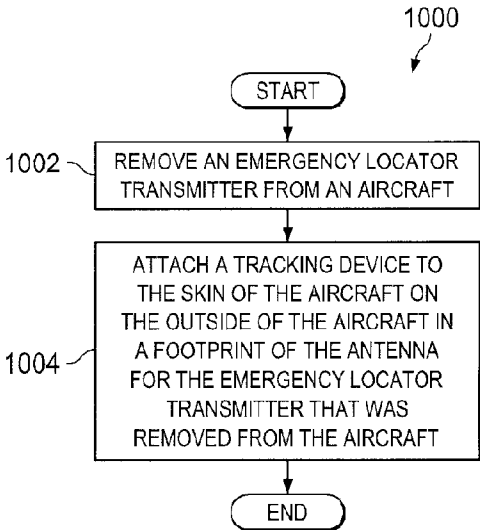 1000
START
1002
REMOVE AN EMERGENCY LOCATOR
TRANSMITTER FROM AN AIRCRAFT
ATTACH A TRACKING DEVICE TO
THE SKIN OF THE AIRCRAFT ON
THE OUTSIDE OF THE AIRCRAFT IN
A FOOTPRINT OF THE ANTENNA
1004
FOR THE EMERGENCY LOCATOR
TRANSMITTER THAT WAS
REMOVED FROM THE AIRCRAFT
END